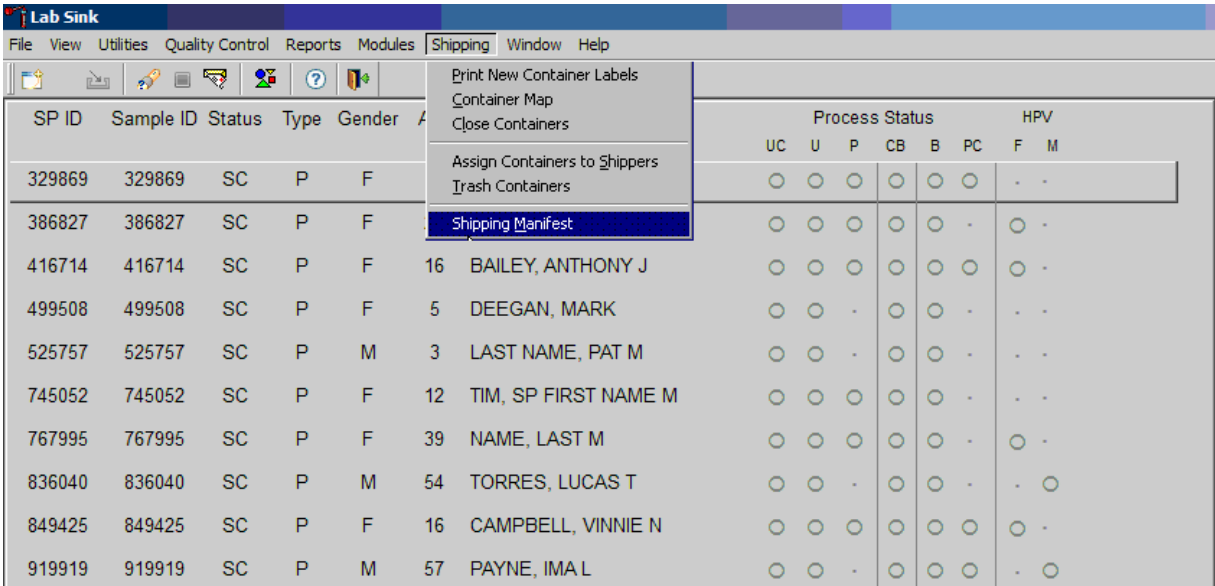 Lab Sink
File View Utilities Quality Control Reports Modules Shipping Window Help
Print New Container Labels
Container Map
Close Containers
Assign Containers to Shippers
Trash Containers
Shipping Manifest
SP ID Sample ID Status Type Gender A Process Status HPV
UC U P CB B PC F M
329869 329869 SC P F
386827 386827 SC P F
416714 416714 SC P F 16 BAILEY, ANTHONY J
499508 499508 SC P F 5 DEEGAN, MARK
525757 525757 SC P M 3 LAST NAME, PAT M
745052 745052 SC P F 12 TIM, SP FIRST NAME M
767995 767995 SC P F 39 NAME, LAST M
836040 836040 SC P M 54 TORRES, LUCAS T
849425 849425 SC P F 16 CAMPBELL, VINNIE N
919919 919919 SC P M 57 PAYNE, IMA L